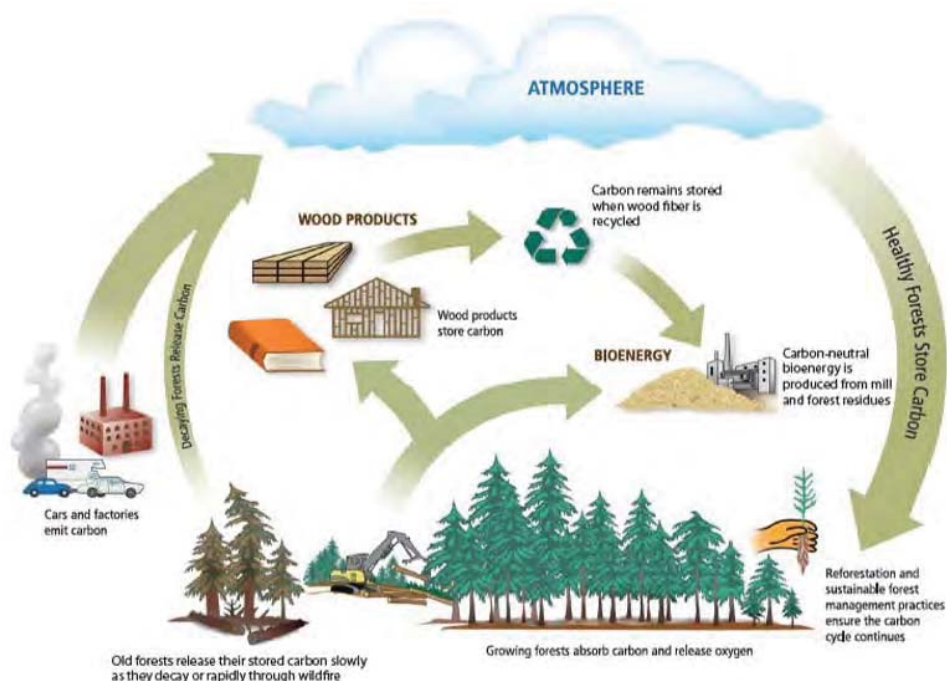 ATMOSPHERE
Carbon remains stored
when wood fiber is
recycled
WOOD PRODUCTS
Wood products
store carbon
BIOENERGY
Carbon-neutral
bioenergy is
produced from mill
and forest residues
Healthy Forests Store Carbon
Decaying Forests Release Carbon
Cars and factories
emit carbon
Reforestation and
sustainable forest
management practices
ensure the carbon
cycle continues
Growing forests absorb carbon and release oxygen
Old forests release their stored carbon slowly
as they decay or rapidly through wildfire